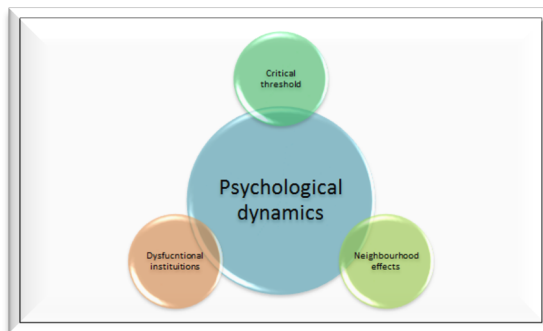 Critical
threshold
Psychological
dynamics
Dysfucntional
instituitions
Neighbourhood
effects